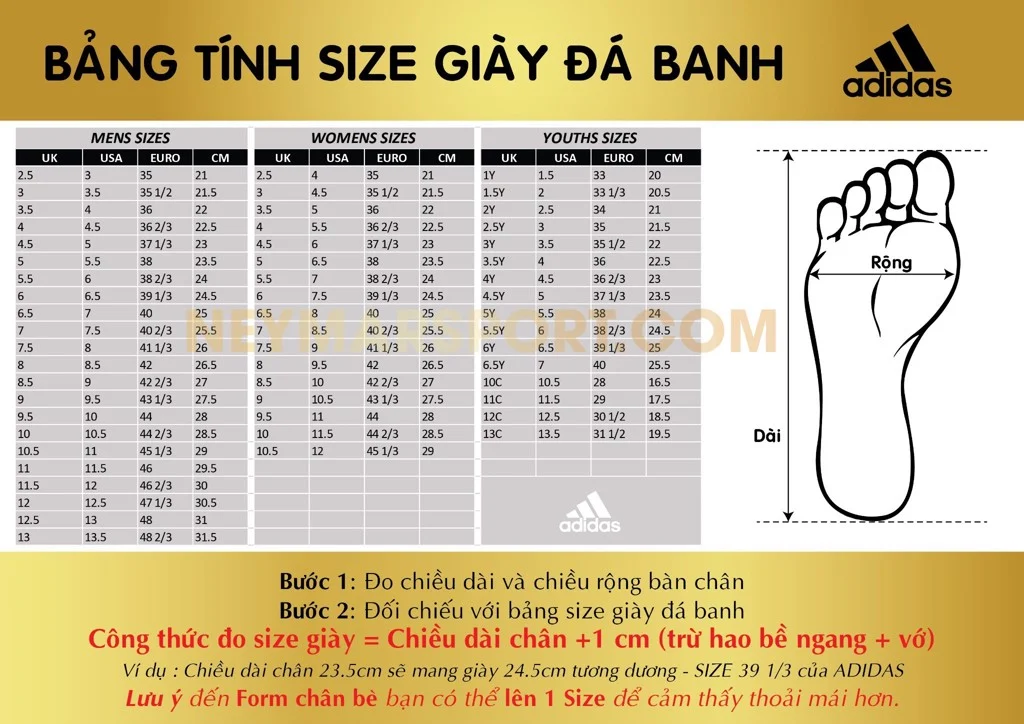 BẢNG TÍNH SIZE GIÀY ĐÁ BANH
adidas
MENS SIZES WOMENS SIZES YOUTHS SIZES
UK USA EURO CM UK USA EURO CM UK USA EURO CM
2.5 3 35 21 2.5 4 35 21 1Y 1.5 33 20
3 3.5 35 1/2 21.5 3 4.5 35 1/2 21.5 1.5Y 2 33 1/3 20.5
3.5 4 36 22 3.5 5 36 22 2Y 2.5 34 21
4 4.5 36 2/3 22.5 4 5.5 36 2/3 22.5 2.5Y 3 35 21.5
4.5 5 37 1/3 23 4.5 6 37 1/3 23 3Y 3.5 35 1/2 22
5 5.5 38 23.5 5 6.5 38 23.5 3.5Y 4 36 22.5
5.5 6 38 2/3 24 5.5 7 38 2/3 24 4Y 4.5 36 2/3 23
6 6.5 39 1/3 24.5 6 7.5 39 1/3 24.5 4.5Y 5 37 1/3 23.5
6.5 7 40 25 6.5 8 40 25 5Y 5.5 38 24
7 7.5 40 2/3 25.5 7 8.5 40 2/3 25.5 5.5Y 6 38 2/3 24.5
7.5 8 41 1/3 26 7.5 9 41 1/3 26 6Y 6.5 39 1/3 25
8 8.5 42 26.5 8 9.5 42 26.5 6.5Y 7 40 25.5
8.5 9 42 2/3 27 8.5 10 42 2/3 27 10C 10.5 28 16.5
9 9.5 43 1/3 27.5 9 10.5 43 1/3 27.5 11C 11.5 29 17.5
9.5 10 44 28 9.5 11 44 28 12C 12.5 30 1/2 18.5
10 10.5 44 2/3 28.5 10 11.5 44 2/3 28.5 13C 13.5 31 1/2 19.5
10.5 11 45 1/3 29 10.5 12 45 1/3 29
11 11.5 46 29.5
11.5 12 46 2/3 30
12 12.5 47 1/3 30.5
12.5 13 48 31
13 13.5 48 2/3 31.5
adidas
NEYMARSPORT.COM
Rộng
Dài
Bước 1: Đo chiều dài và chiều rộng bàn chân
Bước 2: Đối chiếu với bảng size giày đá banh
Công thức đo size giày = Chiều dài chân +1 cm (trừ hao bề ngang + vớ)
Ví dụ : Chiều dài chân 23.5cm sẽ mang giày 24.5cm tương dương - SIZE 39 1/3 của ADIDAS
Lưu ý đến Form chân bè bạn có thể lên 1 Size để cảm thấy thoải mái hơn.